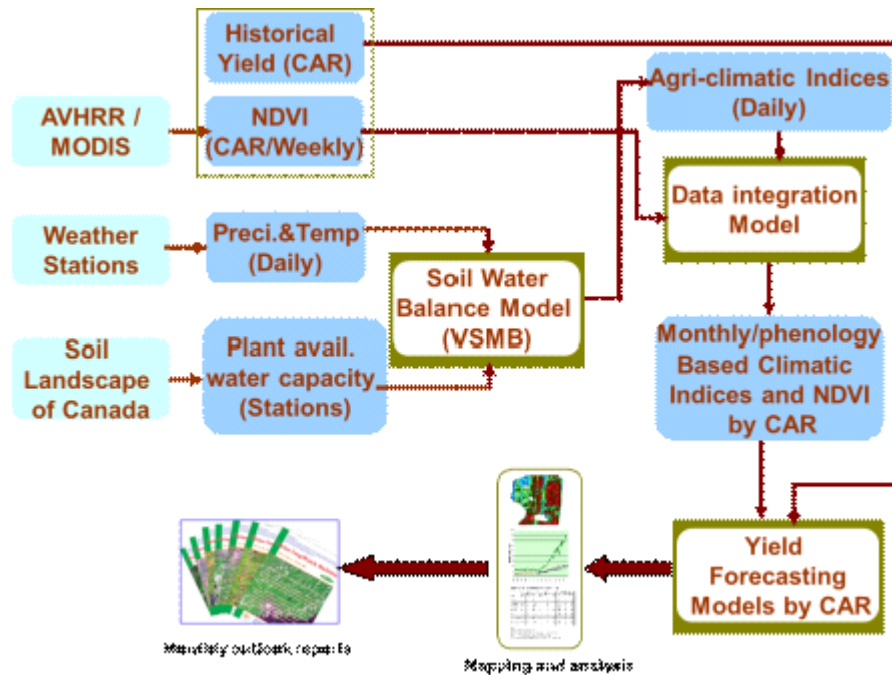 Historical
Yield (CAR)
AVHRR /
MODIS
NDVI
(CAR/Weekly)
Agri-climatic Indices
(Daily)
Data integration
Model
Weather
Stations
Preci.&Temp
(Daily)
Soil Water
Balance Model
(VSMB)
Soil
Landscape
of Canada
Plant avail.
water capacity
(Stations)
Monthly/phenology
Based Climatic
Indices and NDVI
by CAR
Yield
Forecasting
Models by CAR
Monthly outlook reports
Mapping and analysis